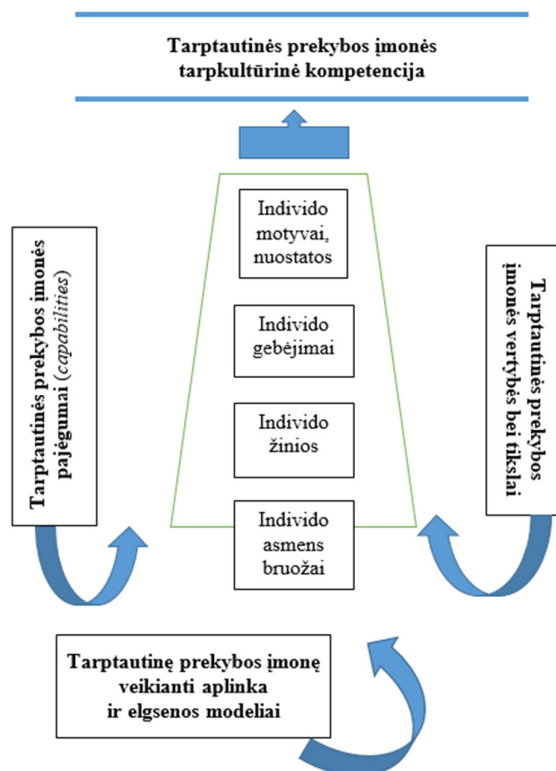 Tarptautinės prekybos įmonės
tarpkultūrinė kompetencija
Individo
motyvai,
nuostatos
Individo
gebėjimai
Individo
žinios
Individo
asmens
bruožai
Tarptautinės prekybos įmonės
pajėgumai (capabilities)
Tarptautinės prekybos
įmonės vertybės bei tikslai
Tarptautinę prekybos įmonę
veikianti aplinka
ir elgsenos modeliai